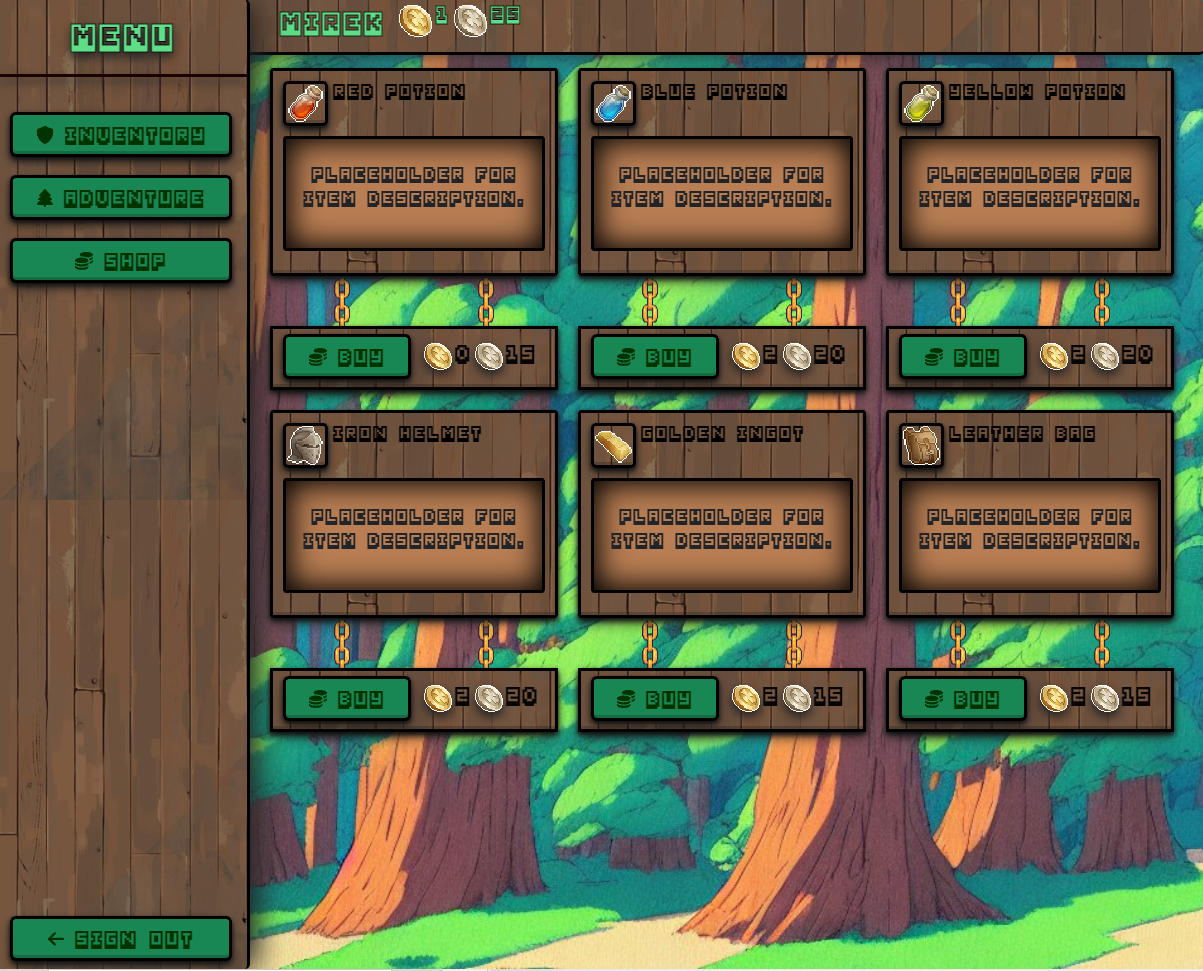 MENU
INVENTORY
ADVENTURE
SHOP
SIGN OUT
MIREK 1 25
RED POTION
PLACEHOLDER FOR
ITEM DESCRIPTION.
BUY 0 15
BLUE POTION
PLACEHOLDER FOR
ITEM DESCRIPTION.
BUY 2 20
YELLOW POTION
PLACEHOLDER FOR
ITEM DESCRIPTION.
BUY 2 20
IRON HELMET
PLACEHOLDER FOR
ITEM DESCRIPTION.
BUY 2 20
GOLDEN INGOT
PLACEHOLDER FOR
ITEM DESCRIPTION.
BUY 2 15
LEATHER BAG
PLACEHOLDER FOR
ITEM DESCRIPTION.
BUY 2 15